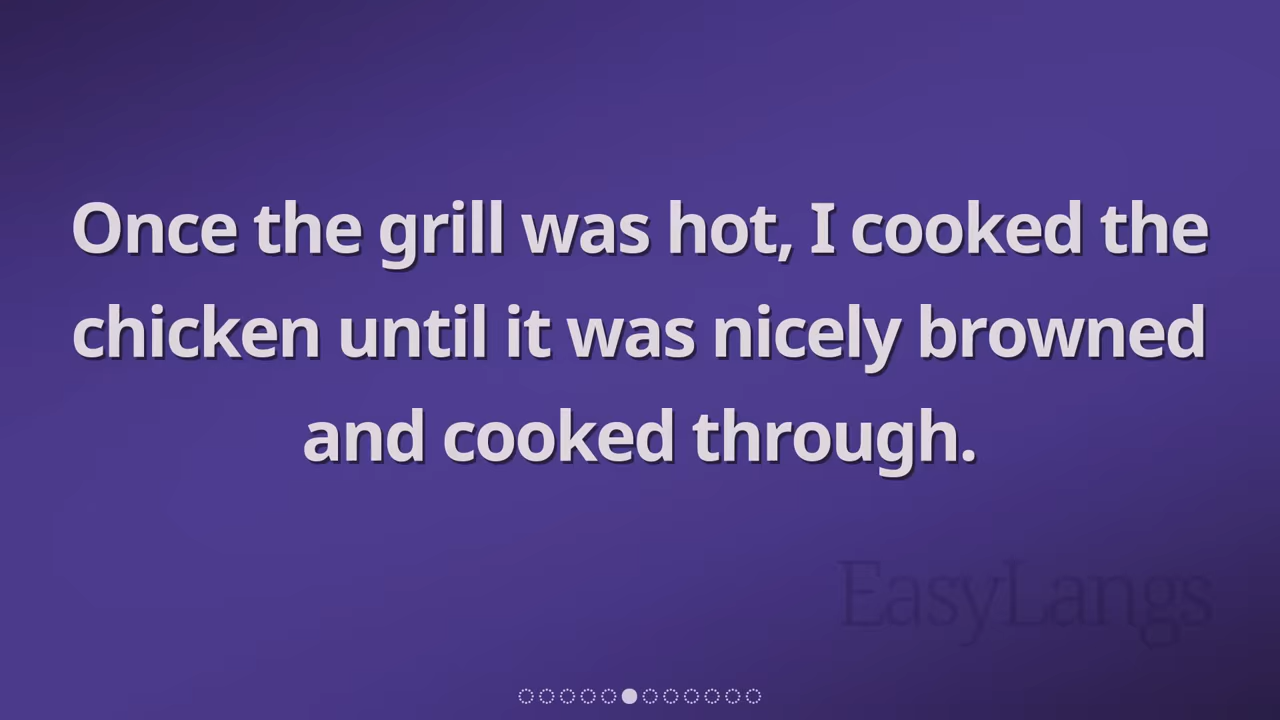 Once the grill was hot, I cooked the
chicken until it was nicely browned
and cooked through.
EasyLangs